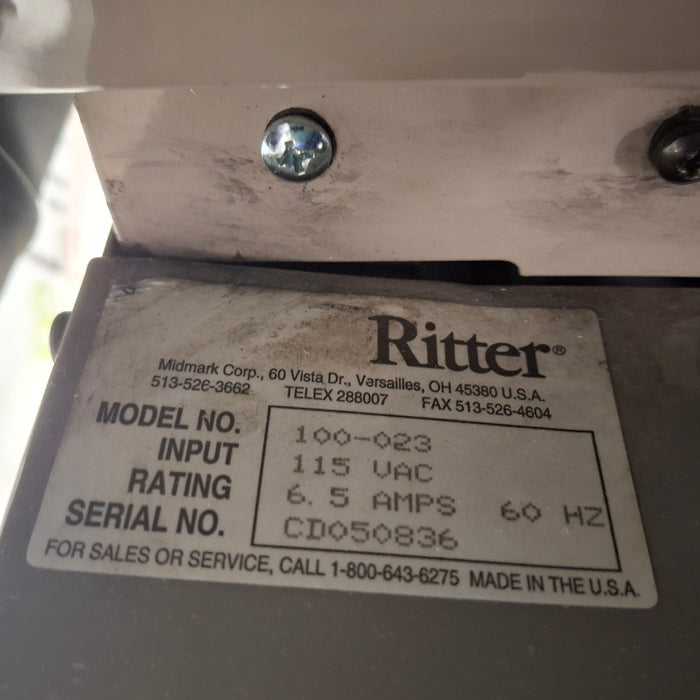 Ritter®
Midmark Corp., 60 Vista Dr., Versailles, OH 45380 U.S.A.
513-526-3662 TELEX 288007 FAX 513-526-4604
MODEL NO. 100-023
INPUT 115 VAC
RATING 6.5 AMPS 60 HZ
SERIAL NO. CD050836
FOR SALES OR SERVICE, CALL 1-800-643-6275 MADE IN THE U.S.A.